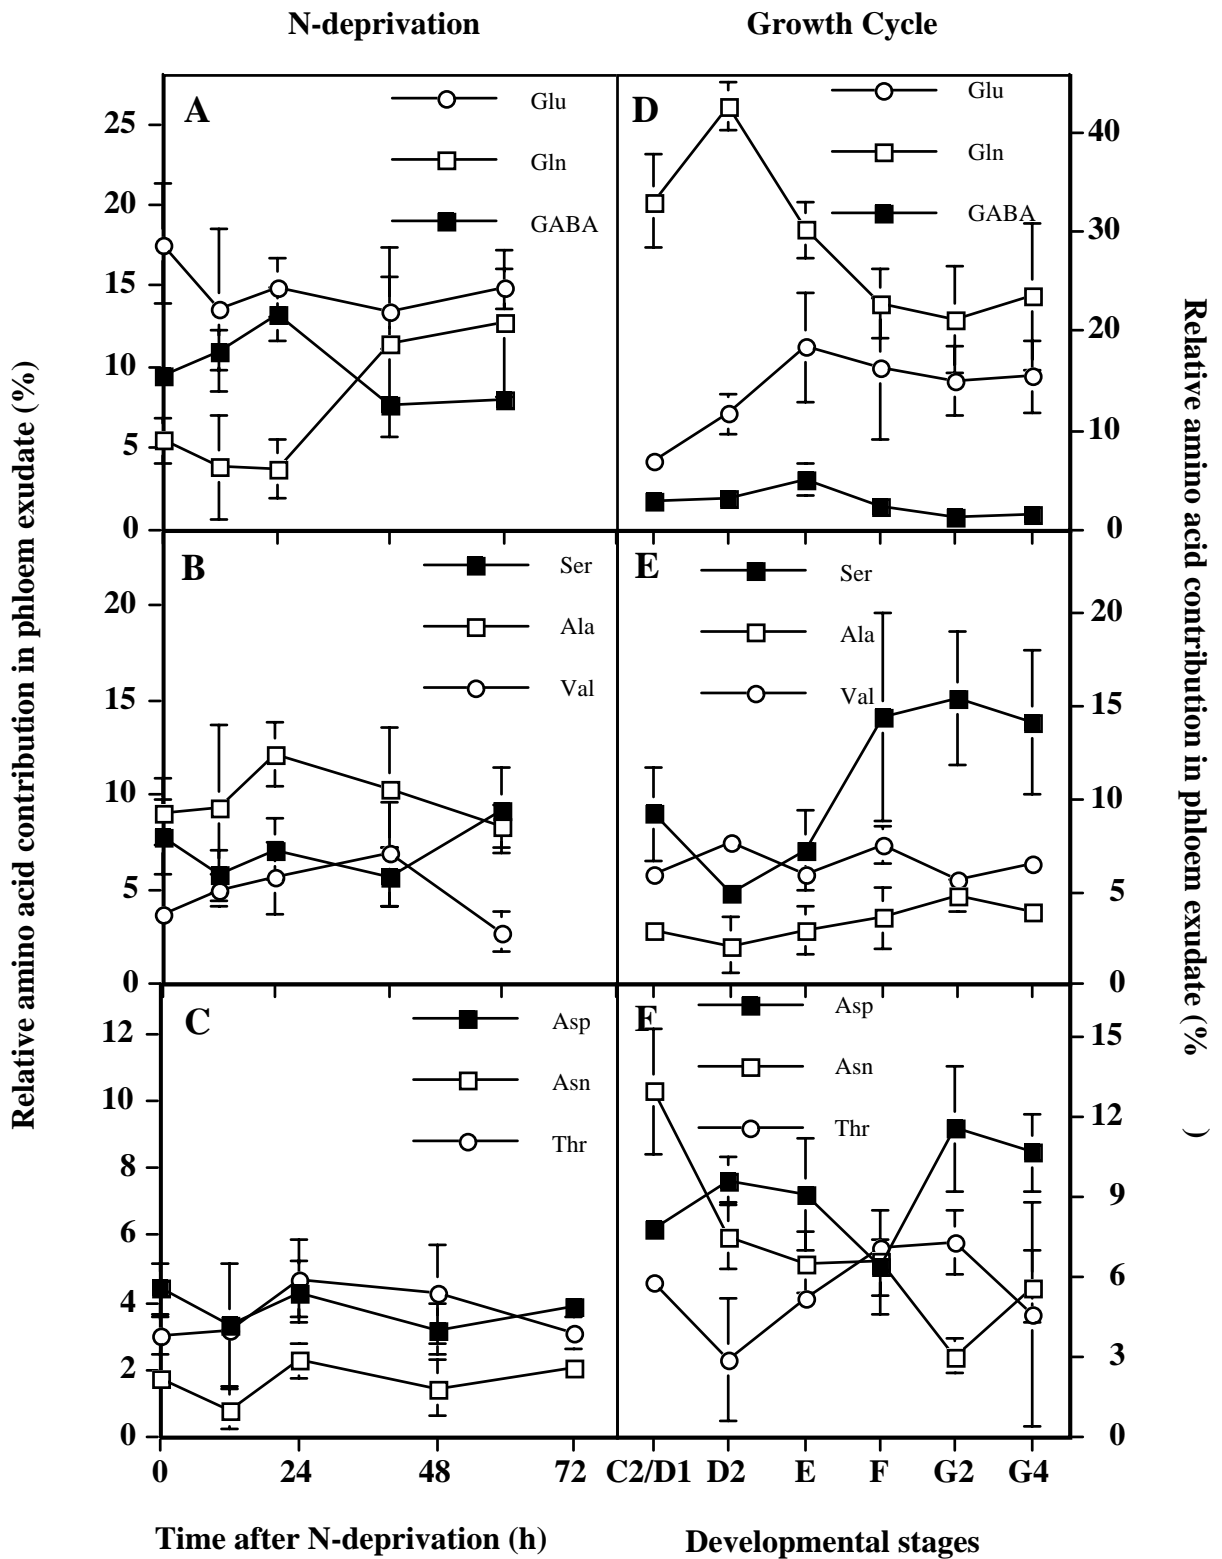 N-deprivation
Growth Cycle
Relative amino acid contribution in phloem exudate (%)
A
Glu
Gln
GABA
25
20
15
10
5
0
D
Glu
Gln
GABA
40
30
20
10
0
B
Ser
Ala
Val
20
15
10
5
0
E
Ser
Ala
Val
20
15
10
5
0
C
Asp
Asn
Thr
12
10
8
6
4
2
0
F
Asp
Asn
Thr
15
12
9
6
3
0
Relative amino acid contribution in phloem exudate (% )
0 24 48 72
C2/D1 D2 E F G2 G4
Time after N-deprivation (h)
Developmental stages